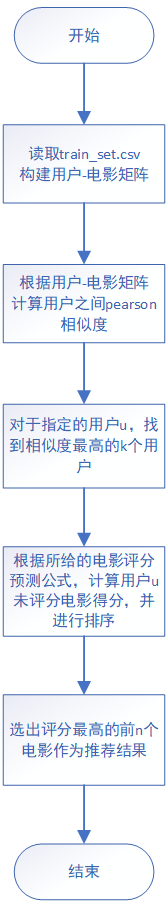 开始
读取train_set.csv
构建用户-电影矩阵
根据用户-电影矩阵
计算用户之间pearson
相似度
对于指定的用户u，找
到相似度最高的k个用
户
根据所给的电影评分
预测公式，计算用户u
未评分电影得分，并
进行排序
选出评分最高的前n个
电影作为推荐结果
结束